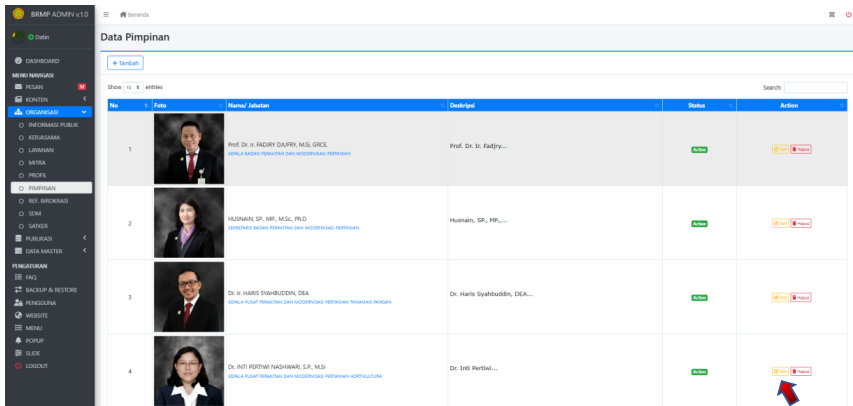 BRMP ADMIN v.1.0
Beranda
Datin
Data Pimpinan
DASHBOARD
+ Tambah
MENU NAVIGASI
PESAN
KONTEN
ORGANISASI
INFORMASI PUBLIK
KERJASAMA
LAYANAN
MITRA
PROFIL
PIMPINAN
REF. BIROKRASI
SDM
SATKER
PUBLIKASI
DATA MASTER
PENGATURAN
FAQ
BACKUP & RESTORE
PENGGUNA
WEBSITE
MENU
POPUP
SLIDE
LOGOUT
Show 10 entries
Search:
No Foto Nama/ Jabatan Deskripsi Status Action
1 Prof. Dr. Ir. FADJRY DJUFRY, M.Si, GRCE. Prof. Dr. Ir. Fadjry... Active Edit Hapus
KEPALA BADAN PERAKITAN DAN MODERNISASI PERTANIAN
2 HUSNAIN, SP., MP., M.Sc., Ph.D Husnain, SP., MP.,... Active Edit Hapus
SEKRETARIS BADAN PERAKITAN DAN MODERNISASI PERTANIAN
3 Dr. Ir. HARIS SYAHBUDDIN, DEA Dr. Haris Syahbuddin, DEA... Active Edit Hapus
KEPALA PUSAT PERAKITAN DAN MODERNISASI PERTANIAN TANAMAN PANGAN
4 Dr. INTI PERTIWI NASHWARI, S.P., M.Si Dr. Inti Pertiwi... Active Edit Hapus
KEPALA PUSAT PERAKITAN DAN MODERNISASI PERTANIAN HORTIKULTURA